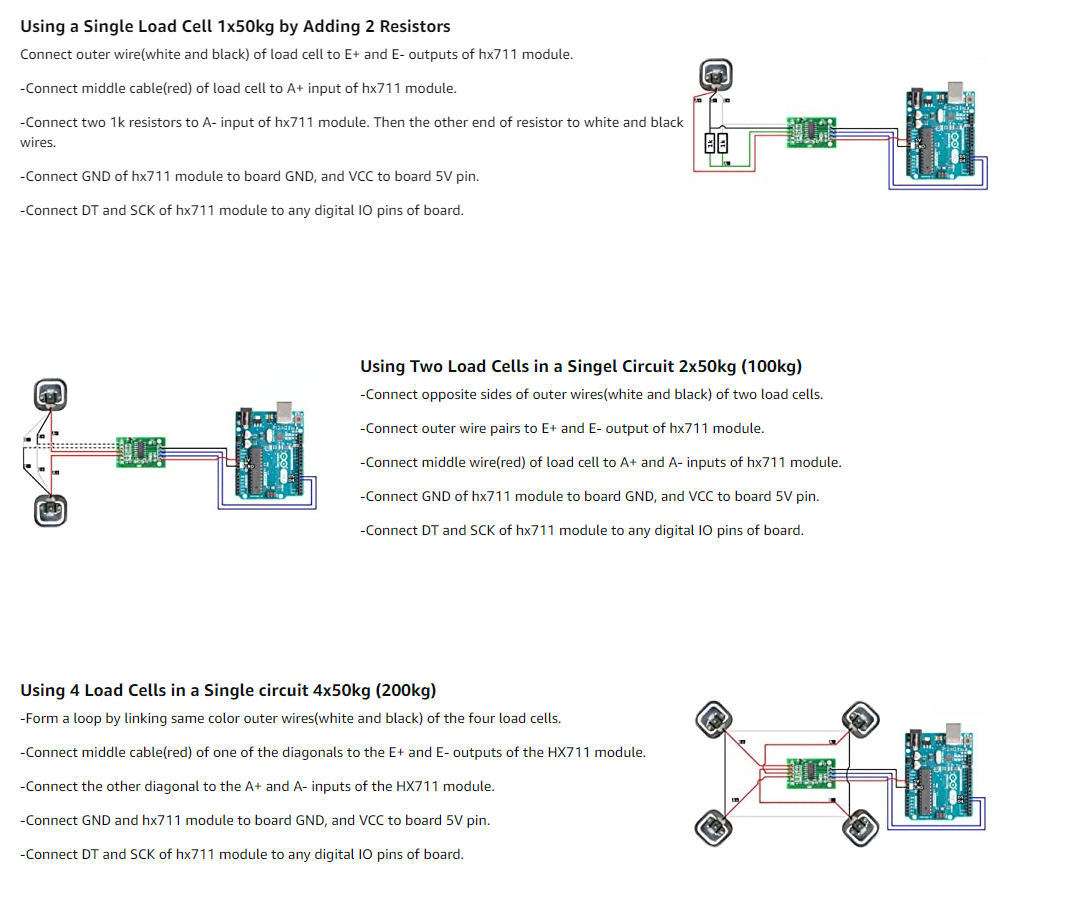 Using a Single Load Cell 1x50kg by Adding 2 Resistors
Connect outer wire(white and black) of load cell to E+ and E- outputs of hx711 module.
-Connect middle cable(red) of load cell to A+ input of hx711 module.
-Connect two 1k resistors to A- input of hx711 module. Then the other end of resistor to white and black
wires.
-Connect GND of hx711 module to board GND, and VCC to board 5V pin.
-Connect DT and SCK of hx711 module to any digital IO pins of board.
Using Two Load Cells in a Singel Circuit 2x50kg (100kg)
-Connect opposite sides of outer wires(white and black) of two load cells.
-Connect outer wire pairs to E+ and E- output of hx711 module.
-Connect middle wire(red) of load cell to A+ and A- inputs of hx711 module.
-Connect GND of hx711 module to board GND, and VCC to board 5V pin.
-Connect DT and SCK of hx711 module to any digital IO pins of board.
Using 4 Load Cells in a Single circuit 4x50kg (200kg)
-Form a loop by linking same color outer wires(white and black) of the four load cells.
-Connect middle cable(red) of one of the diagonals to the E+ and E- outputs of the HX711 module.
-Connect the other diagonal to the A+ and A- inputs of the HX711 module.
-Connect GND and hx711 module to board GND, and VCC to board 5V pin.
-Connect DT and SCK of hx711 module to any digital IO pins of board.